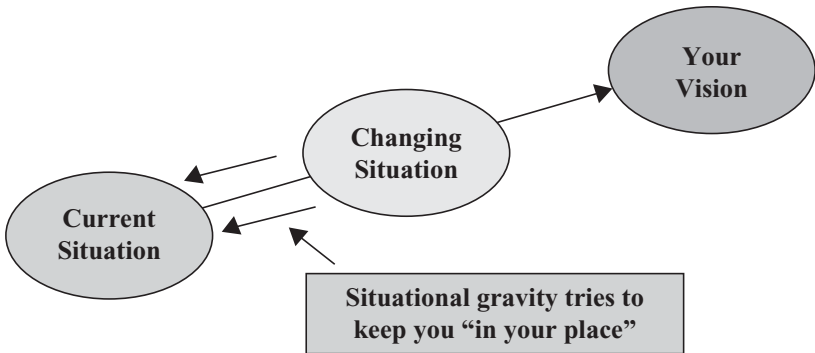 Your
Vision
Changing
Situation
Current
Situation
Situational gravity tries to
keep you “in your place”